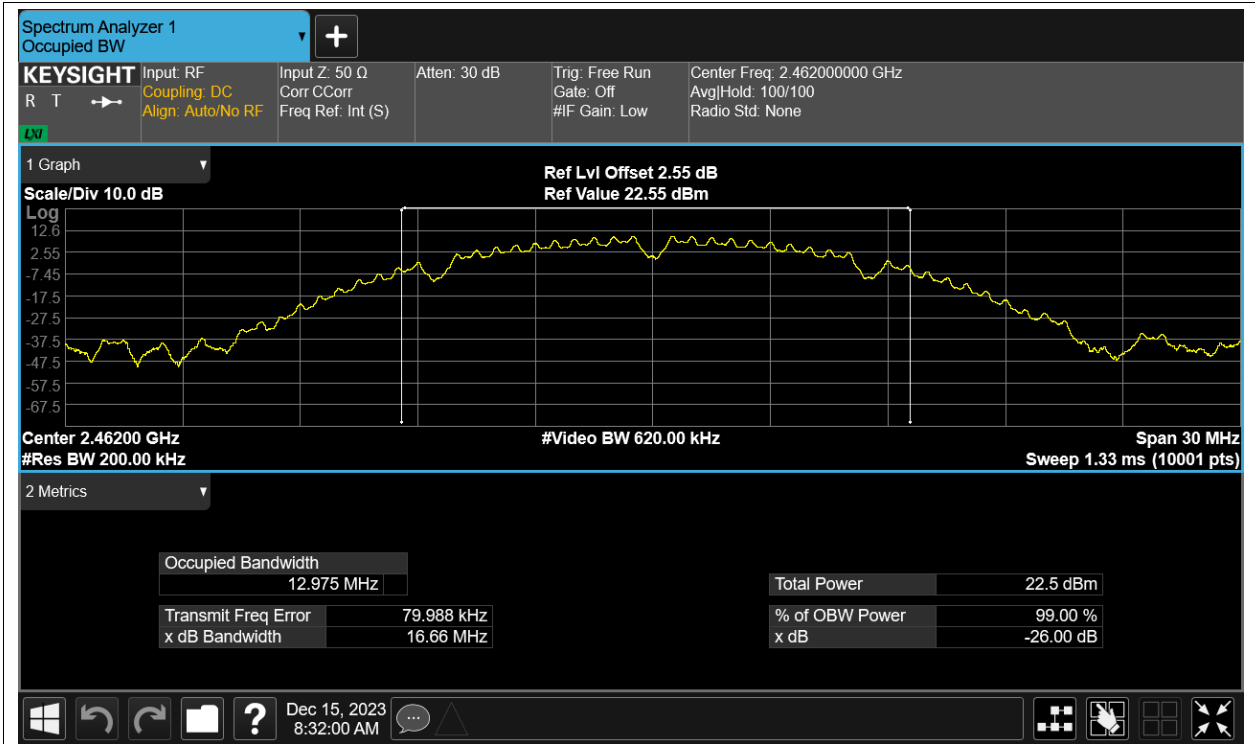 Spectrum Analyzer 1
Occupied BW
KEYSIGHT
R T
LXI
Input: RF
Coupling: DC
Align: Auto/No RF
Input Z: 50 Ω
Corr CCorr
Freq Ref: Int (S)
Atten: 30 dB
Trig: Free Run
Gate: Off
#IF Gain: Low
Center Freq: 2.462000000 GHz
Avg|Hold: 100/100
Radio Std: None
1 Graph
Scale/Div 10.0 dB
Ref Lvl Offset 2.55 dB
Ref Value 22.55 dBm
Log
12.6
2.55
-7.45
-17.5
-27.5
-37.5
-47.5
-57.5
-67.5
Center 2.46200 GHz
#Video BW 620.00 kHz
Span 30 MHz
#Res BW 200.00 kHz
Sweep 1.33 ms (10001 pts)
2 Metrics
Occupied Bandwidth
12.975 MHz
Transmit Freq Error 79.988 kHz
x dB Bandwidth 16.66 MHz
Total Power 22.5 dBm
% of OBW Power 99.00 %
x dB -26.00 dB
?
Dec 15, 2023
8:32:00 AM